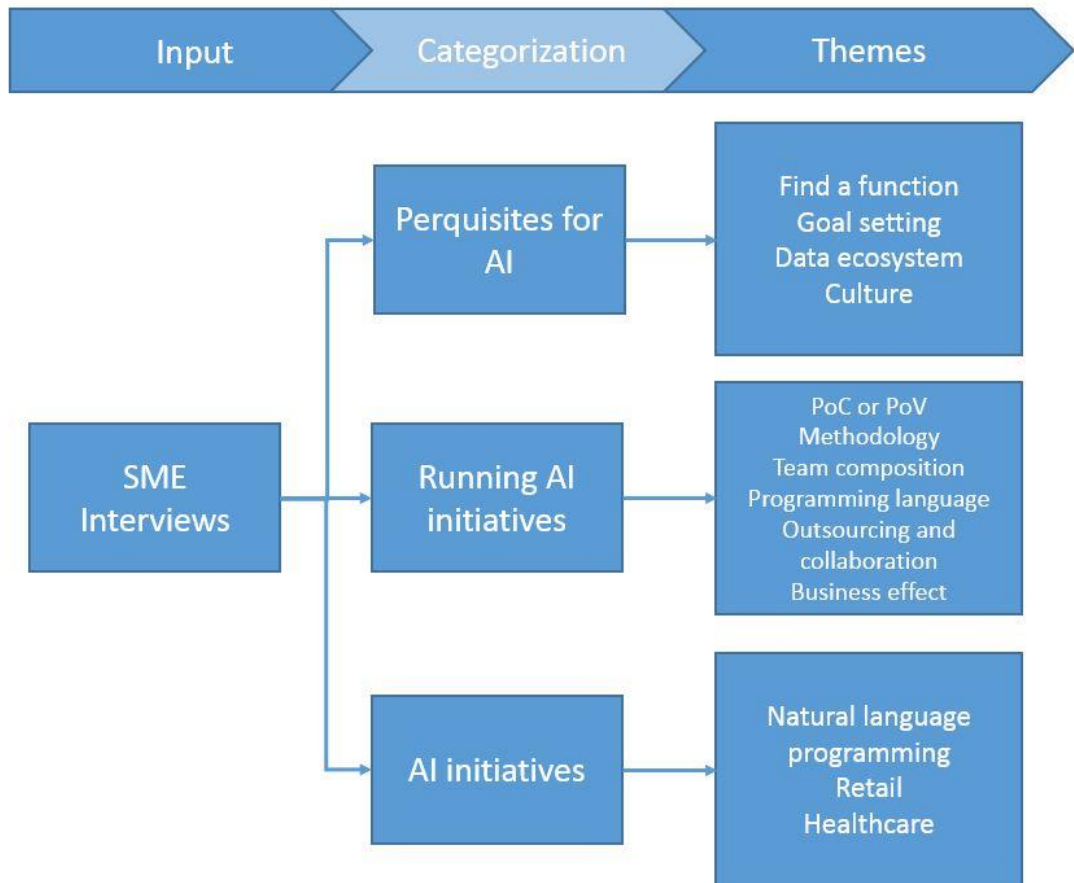 Input
Categorization
Themes
Perquisites for
AI
Find a function
Goal setting
Data ecosystem
Culture
SME
Interviews
Running AI
initiatives
PoC or PoV
Methodology
Team composition
Programming language
Outsourcing and
collaboration
Business effect
AI initiatives
Natural language
programming
Retail
Healthcare